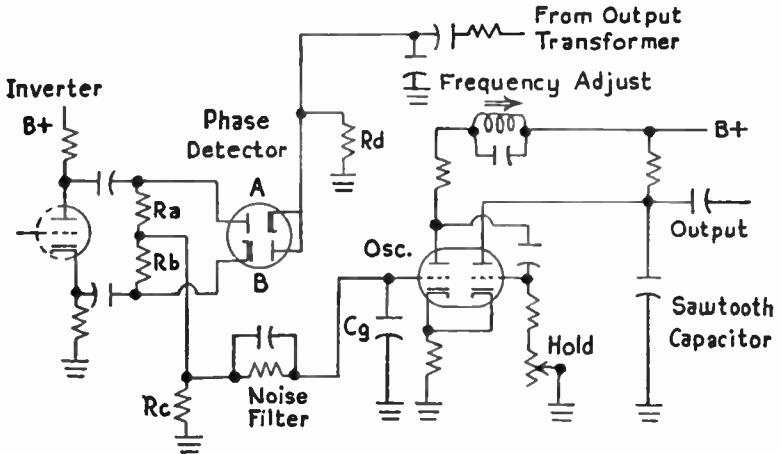 From Output
Transformer
Frequency Adjust
Inverter
B+
Phase
Detector
Rd
B+
A
Ra
Rb
B
Osc.
Output
Cg
Sawtooth
Capacitor
Hold
Noise
Filter
Rc